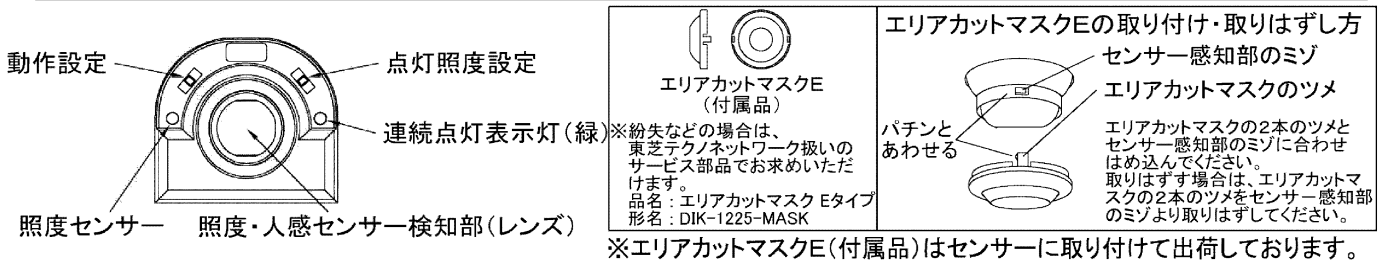 動作設定
点灯照度設定
連続点灯表示灯(緑)
照度センサー
照度・人感センサー検知部(レンズ)
エリアカットマスクE
(付属品)
※紛失などの場合は、
東芝テクノネットワーク扱いの
サービス部品でお求めいただ
けます。
品名:エリアカットマスク Eタイプ
形名:DIK-1225-MASK
エリアカットマスクEの取り付け・取りはずし方
センサー感知部のミゾ
エリアカットマスクのツメ
パチンと
あわせる
エリアカットマスクの2本のツメと
センサー感知部のミゾに合わせ
はめ込んでください。
取りはずす場合は、エリアカットマ
スクの2本のツメをセンサー感知部
のミゾより取りはずしてください。
※エリアカットマスクE(付属品)はセンサーに取り付けて出荷しております。